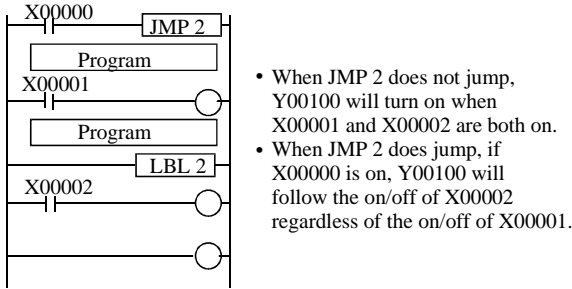 X00000
JMP 2
Program
X00001
Program
LBL 2
X00002
• When JMP 2 does not jump,
Y00100 will turn on when
X00001 and X00002 are both on.
• When JMP 2 does jump, if
X00000 is on, Y00100 will
follow the on/off of X00002
regardless of the on/off of X00001.